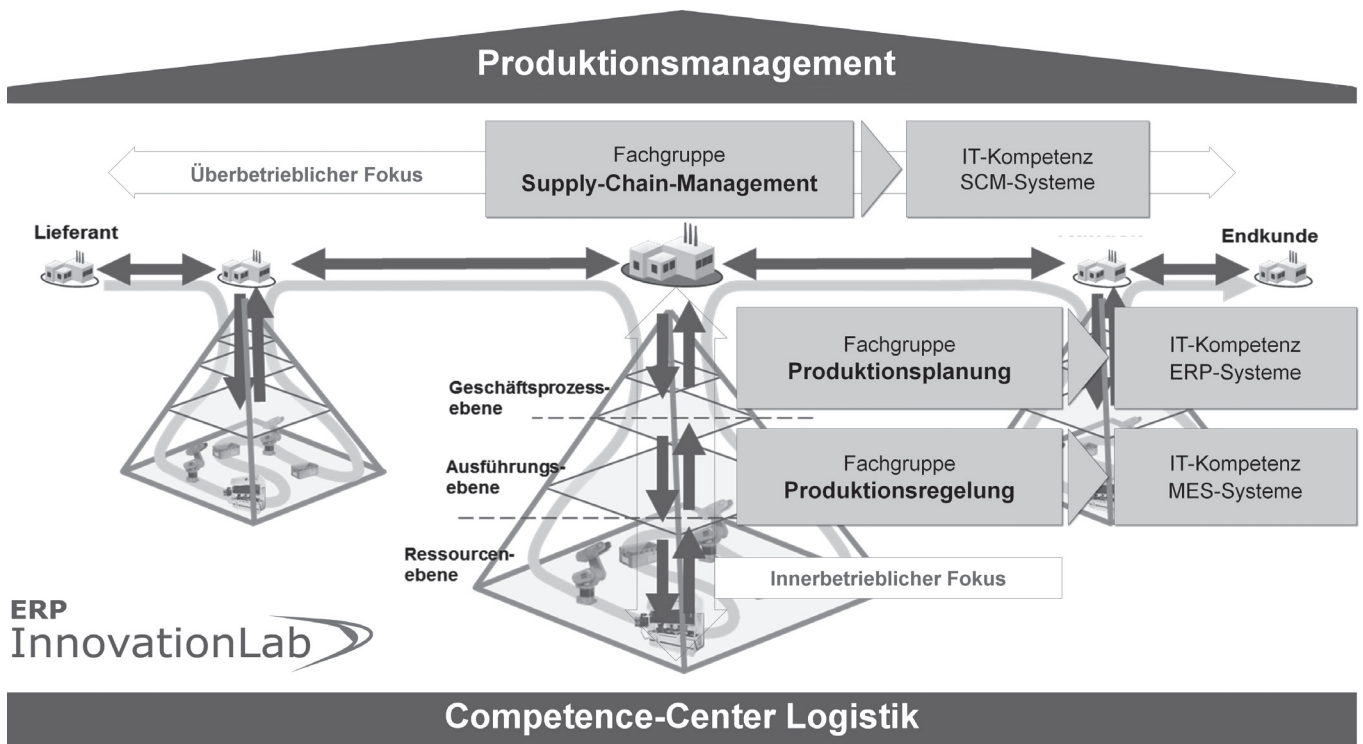 Produktionsmanagement
Fachgruppe
Supply-Chain-Management
IT-Kompetenz
SCM-Systeme
Überbetrieblicher Fokus
Lieferant
Endkunde
Fachgruppe
Produktionsplanung
IT-Kompetenz
ERP-Systeme
Geschäftsprozess-
ebene
Fachgruppe
Produktionsregelung
IT-Kompetenz
MES-Systeme
Ausführungs-
ebene
Ressourcen-
ebene
Innerbetrieblicher Fokus
ERP
InnovationLab
Competence-Center Logistik